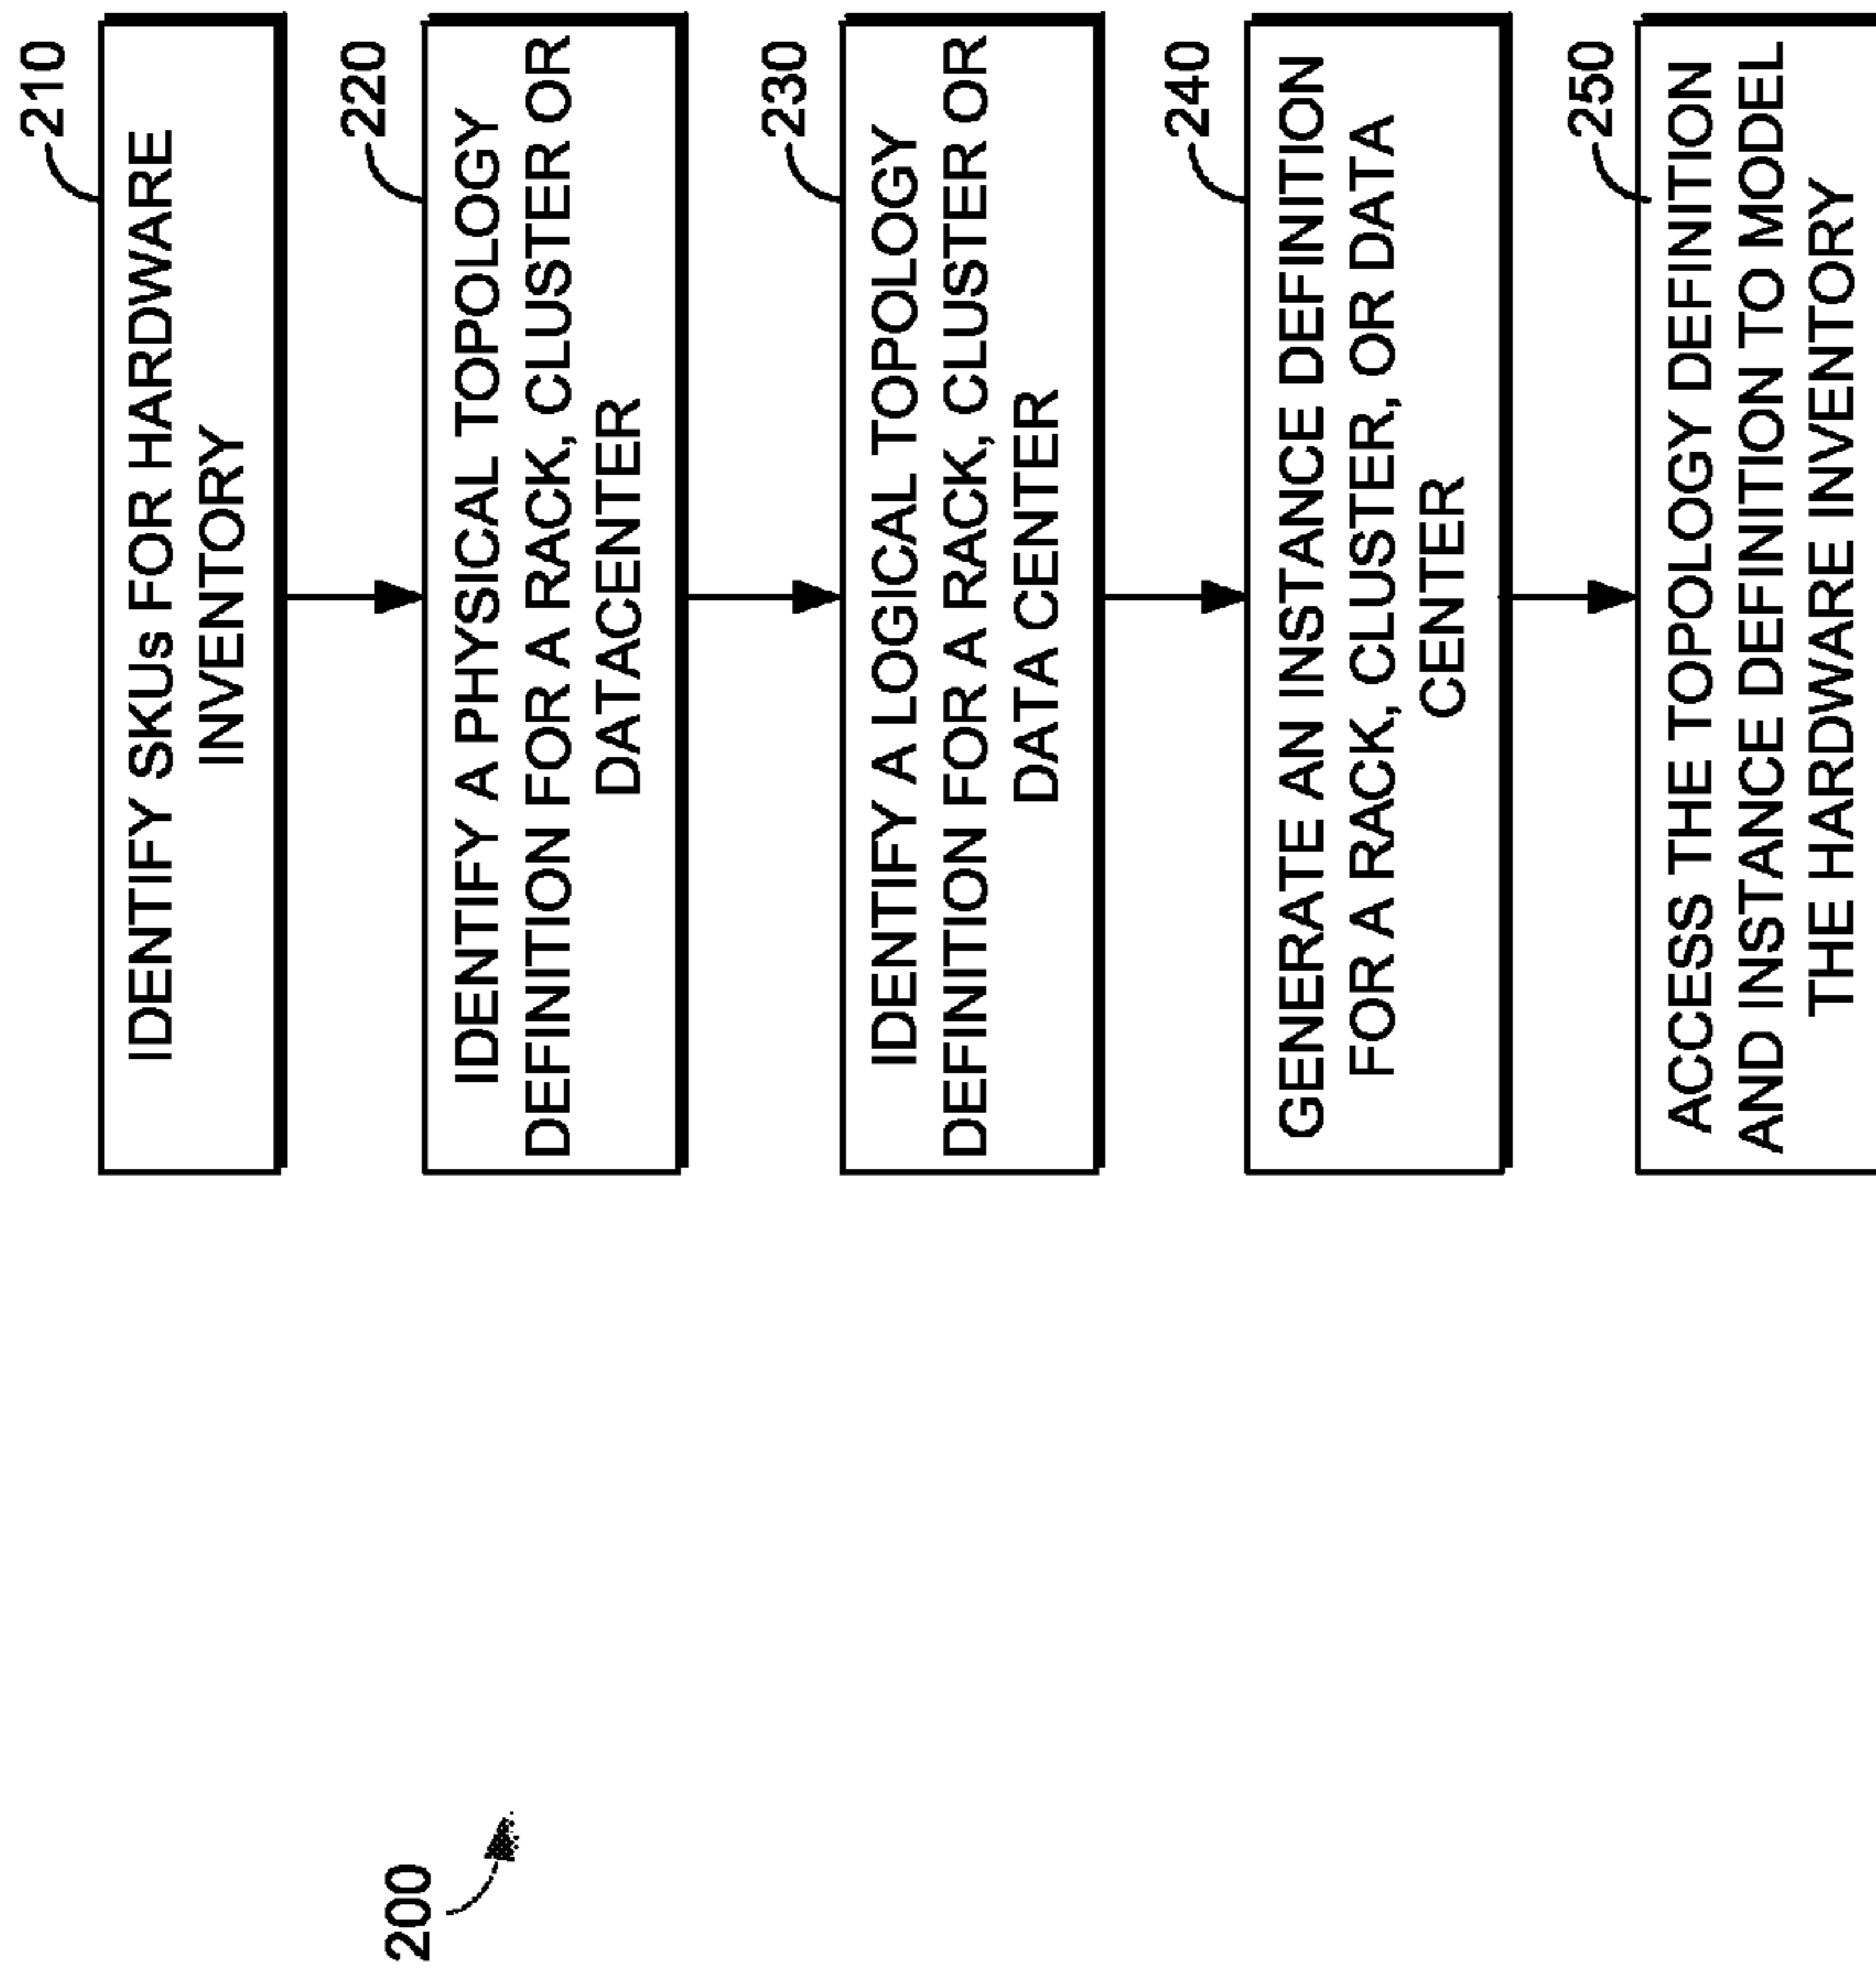 200
210
IDENTIFY SKUs FOR HARDWARE
INVENTORY
220
IDENTIFY A PHYSICAL TOPOLOGY
DEFINITION FOR A RACK, CLUSTER OR
DATACENTER
230
IDENTIFY A LOGICAL TOPOLOGY
DEFINITION FOR A RACK, CLUSTER OR
DATA CENTER
240
GENERATE AN INSTANCE DEFINITION
FOR A RACK, CLUSTER, OR DATA
CENTER
250
ACCESS THE TOPOLOGY DEFINITION
AND INSTANCE DEFINITION TO MODEL
THE HARDWARE INVENTORY